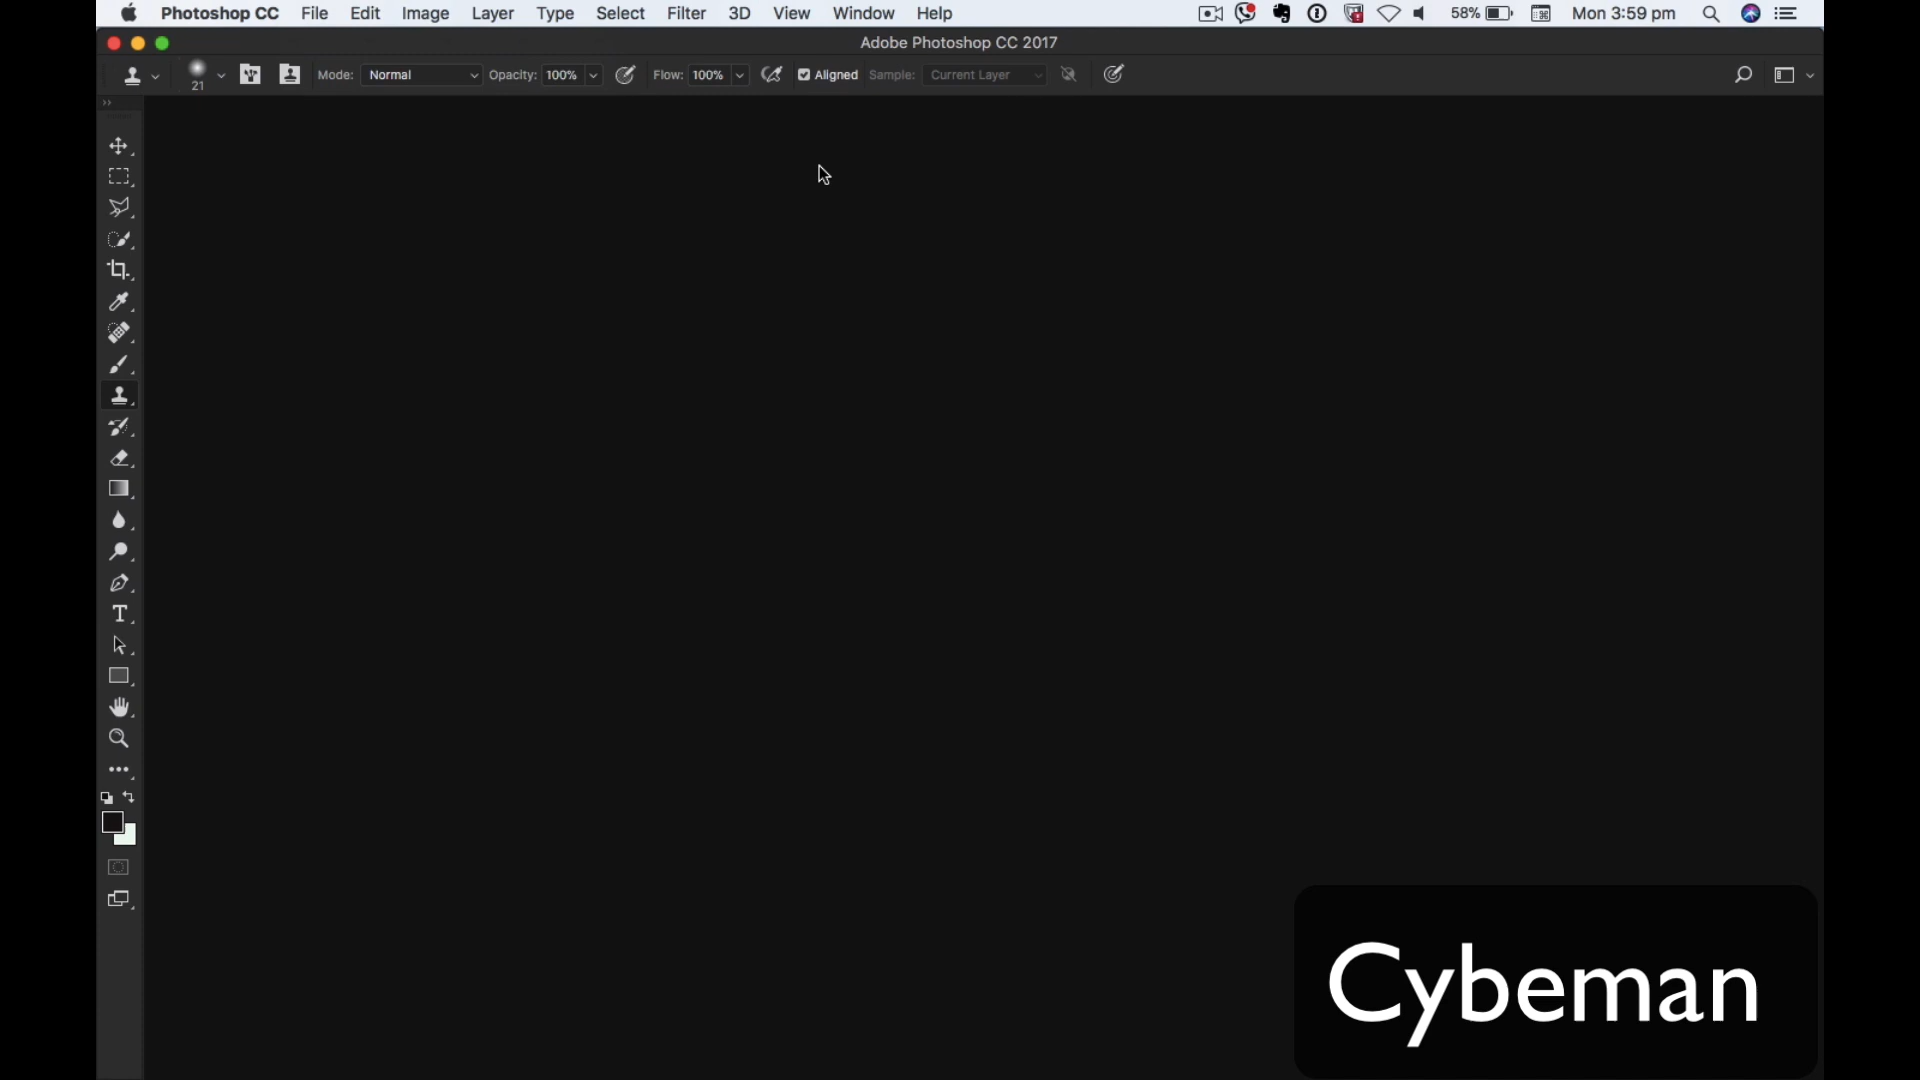 Photoshop CC File Edit Image Layer Type Select Filter 3D View Window Help 58% Mon 3:59 pm
Adobe Photoshop CC 2017
21 Mode: Normal Opacity: 100% Flow: 100% Aligned Sample: Current Layer
Cybeman